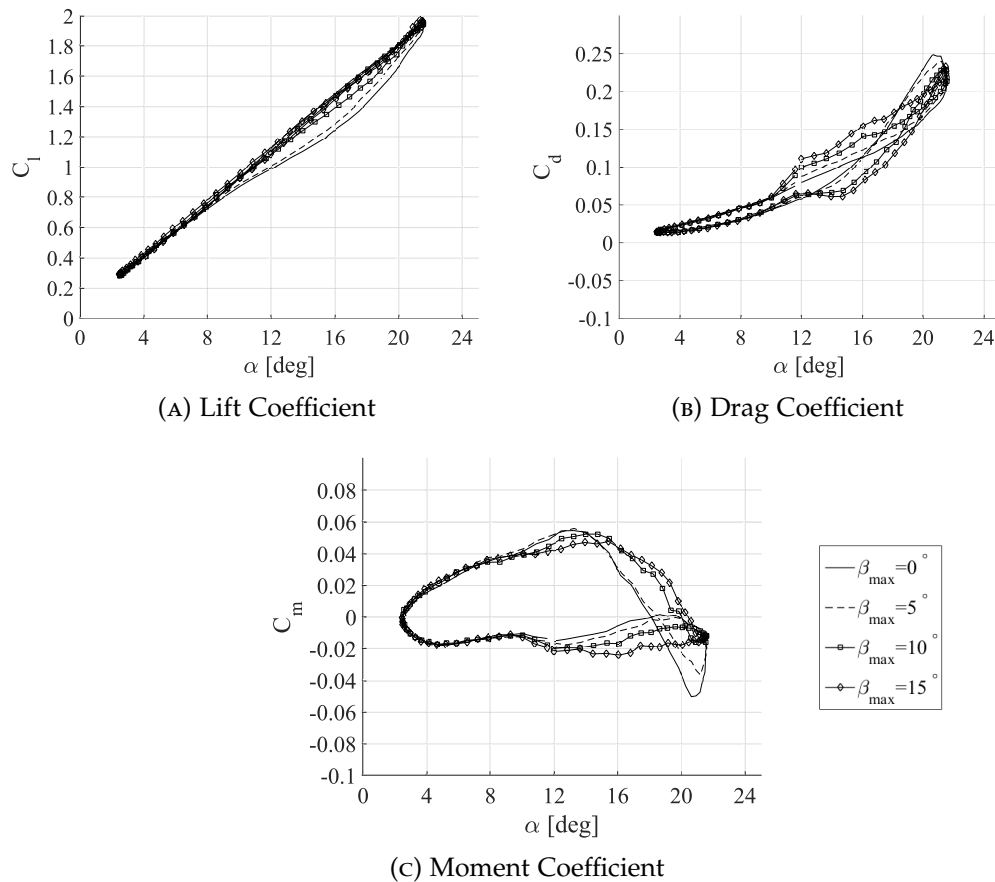 2
1.8
1.6
1.4
1.2
1
0.8
0.6
0.4
0.2
0
C_l
0 4 8 12 16 20 24
α [deg]
(A) Lift Coefficient
0.25
0.2
0.15
0.1
0.05
0
-0.05
-0.1
C_d
0 4 8 12 16 20 24
α [deg]
(B) Drag Coefficient
0.08
0.06
0.04
0.02
0
-0.02
-0.04
-0.06
-0.08
-0.1
C_m
0 4 8 12 16 20 24
α [deg]
(C) Moment Coefficient
β_max=0°
β_max=5°
β_max=10°
β_max=15°